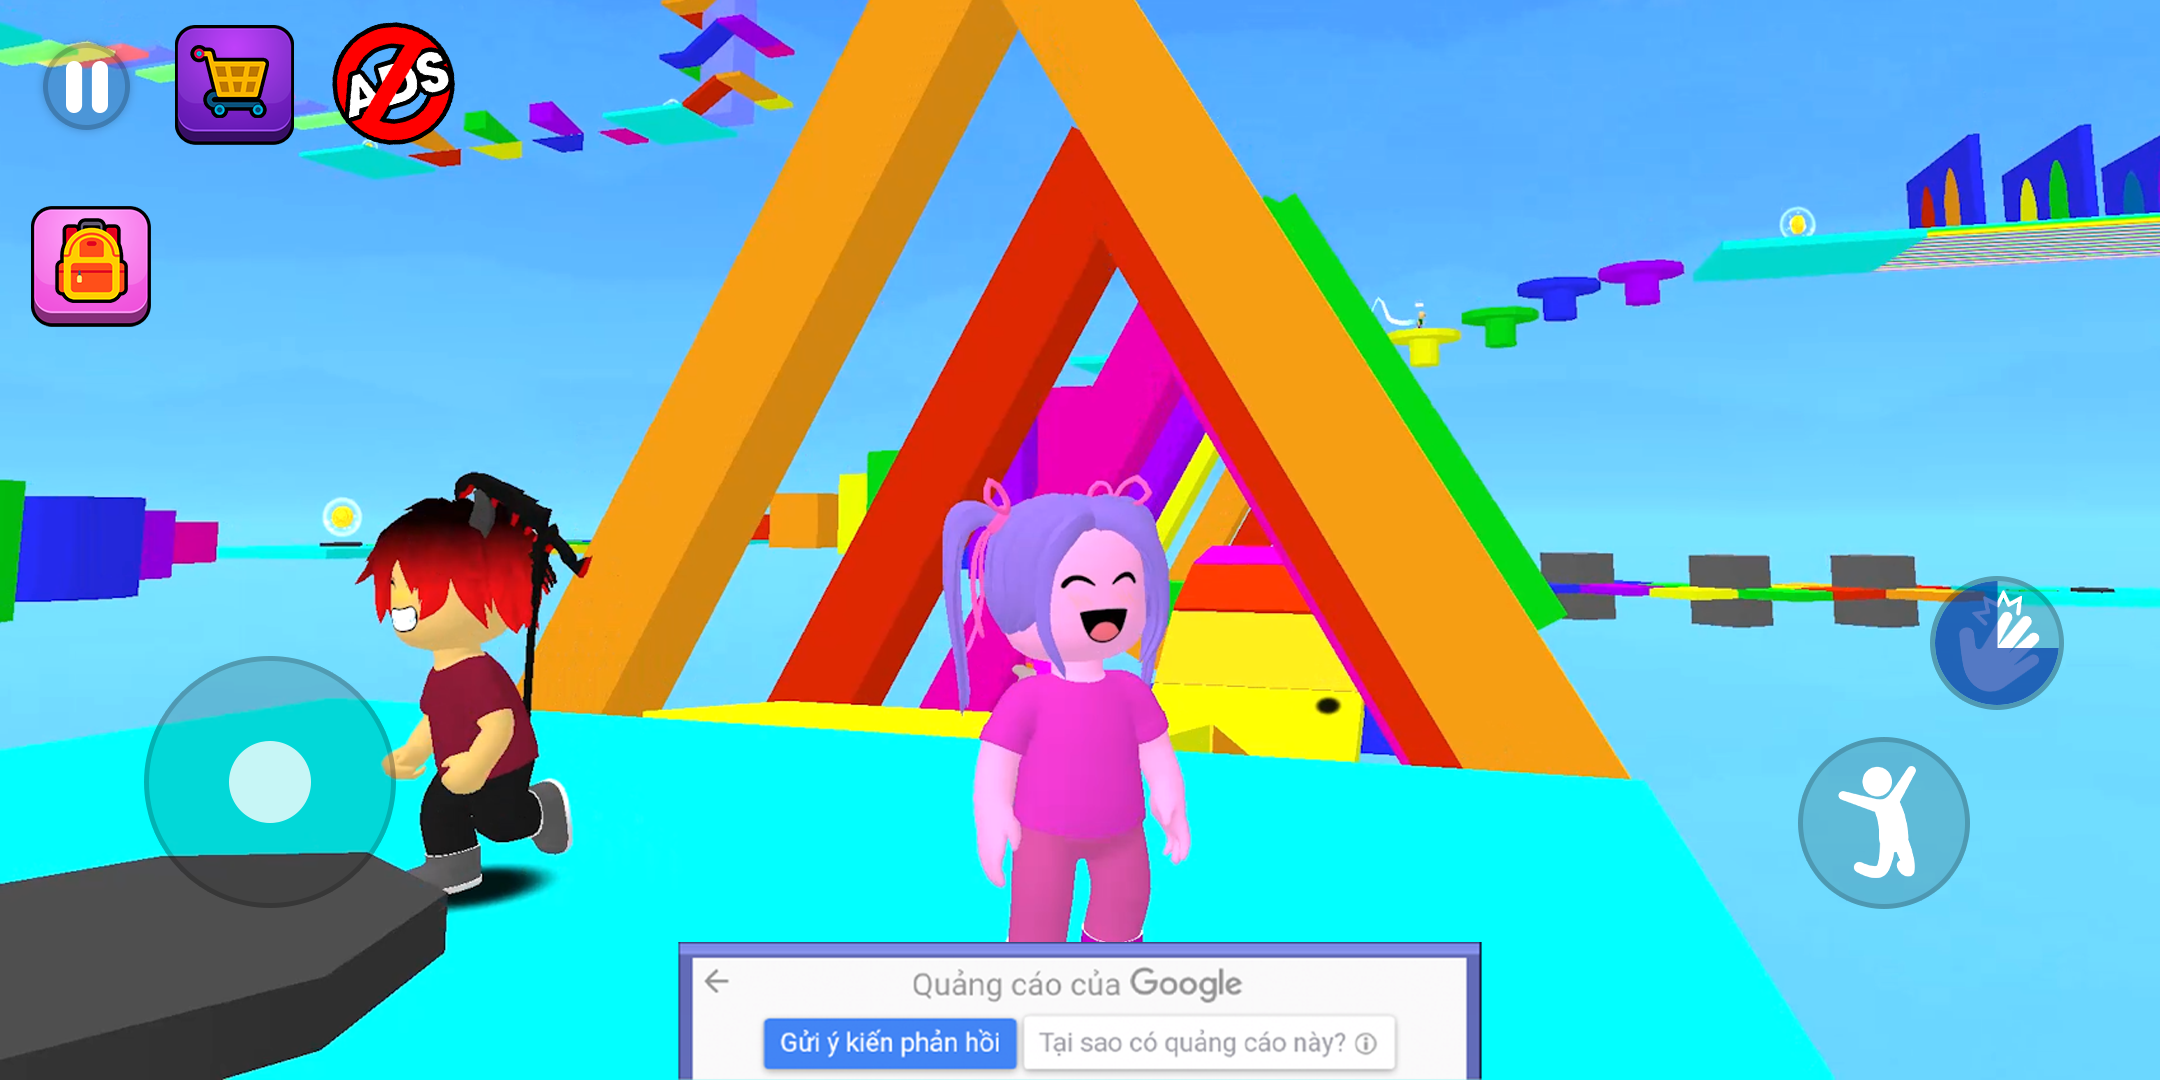 ADS
Quảng cáo của Google
Gửi ý kiến phản hồi
Tại sao có quảng cáo này?